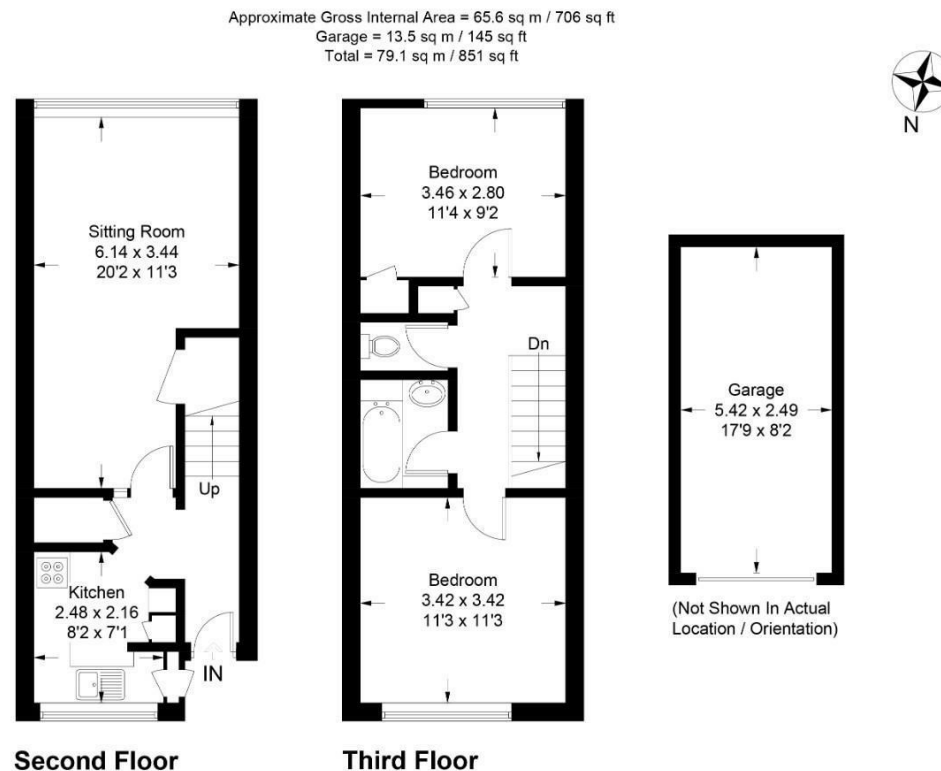 Approximate Gross Internal Area = 65.6 sq m / 706 sq ft
Garage = 13.5 sq m / 145 sq ft
Total = 79.1 sq m / 851 sq ft
N
Sitting Room
6.14 x 3.44
20'2 x 11'3
Up
Kitchen
2.48 x 2.16
8'2 x 7'1
IN
Second Floor
Bedroom
3.46 x 2.80
11'4 x 9'2
Dn
Bedroom
3.42 x 3.42
11'3 x 11'3
Third Floor
Garage
5.42 x 2.49
17'9 x 8'2
(Not Shown In Actual
Location / Orientation)